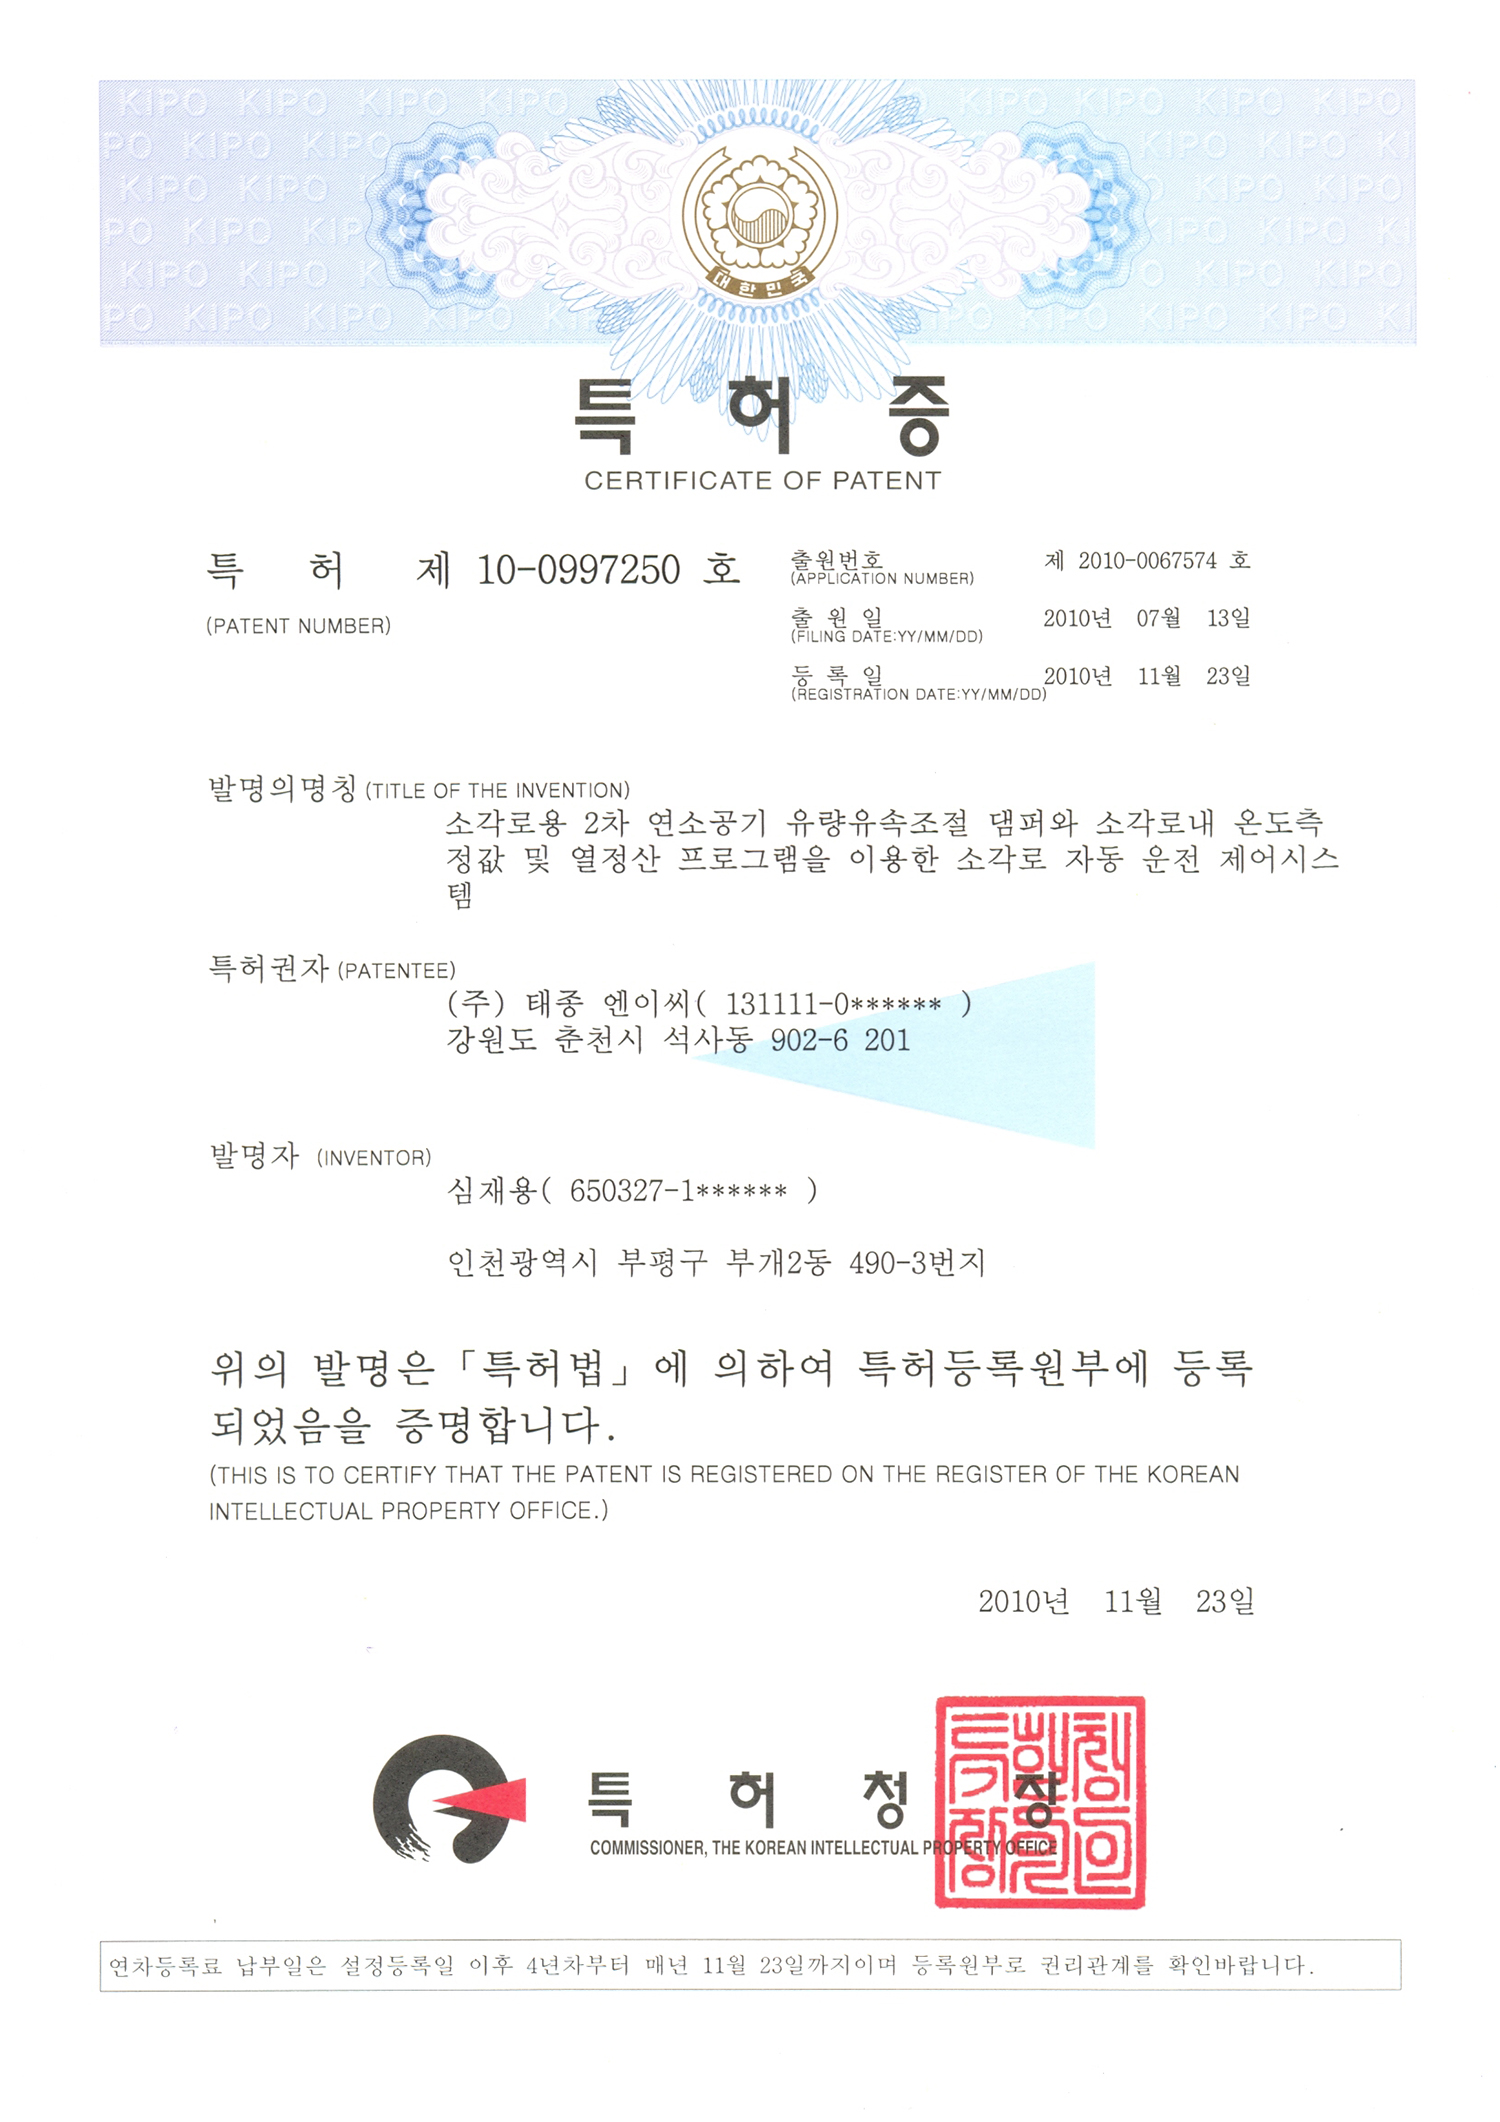 KIPO KIPO KIPO KIPO KIPO KIPO KIPO KIPO
대한민국
특 허 증
CERTIFICATE OF PATENT
특 허 제 10-0997250 호
(PATENT NUMBER)
출원번호 제 2010-0067574 호
(APPLICATION NUMBER)
출 원 일 2010년 07월 13일
(FILING DATE:YY/MM/DD)
등 록 일 2010년 11월 23일
(REGISTRATION DATE:YY/MM/DD)
발명의명칭 (TITLE OF THE INVENTION)
소각로용 2차 연소공기 유량유속조절 댐퍼와 소각로내 온도측
정값 및 열정산 프로그램을 이용한 소각로 자동 운전 제어시스
템
특허권자 (PATENTEE)
(주) 태종 엔이씨( 131111-0****** )
강원도 춘천시 석사동 902-6 201
발명자 (INVENTOR)
심재용( 650327-1****** )
인천광역시 부평구 부개2동 490-3번지
위의 발명은「특허법」에 의하여 특허등록원부에 등록
되었음을 증명합니다.
(THIS IS TO CERTIFY THAT THE PATENT IS REGISTERED ON THE REGISTER OF THE KOREAN
INTELLECTUAL PROPERTY OFFICE.)
2010년 11월 23일
특 허 청 장
COMMISSIONER, THE KOREAN INTELLECTUAL PROPERTY OFFICE
연차등록료 납부일은 설정등록일 이후 4년차부터 매년 11월 23일까지이며 등록원부로 권리관계를 확인바랍니다.